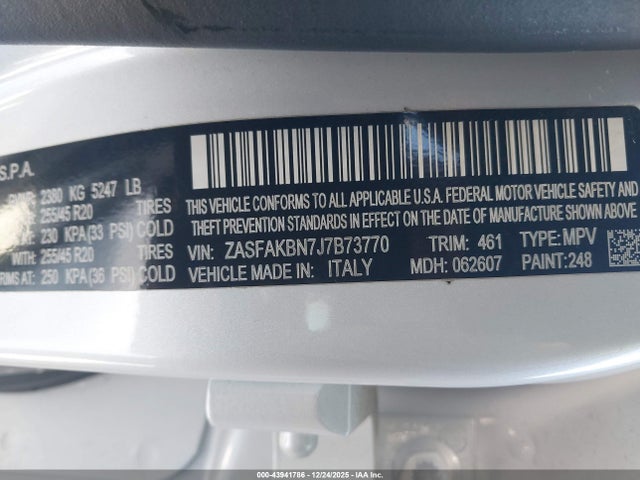 S.P.A.
2380 KG 5247 LB
255/45 R20 TIRES
230 KPA(33 PSI) COLD
WITH: 255/45 R20 TIRES
RIMS AT: 250 KPA(36 PSI) COLD
THIS VEHICLE CONFORMS TO ALL APPLICABLE U.S.A. FEDERAL MOTOR VEHICLE SAFETY AND
THEFT PREVENTION STANDARDS IN EFFECT ON THE DATE OF MANUFACTURE SHOWN ABOVE.
VIN: ZASFAKBN7J7B73770 TRIM: 461 TYPE: MPV
VEHICLE MADE IN: ITALY MDH: 062607 PAINT:248
000-43941786 - 12/24/2025 - IAA Inc.